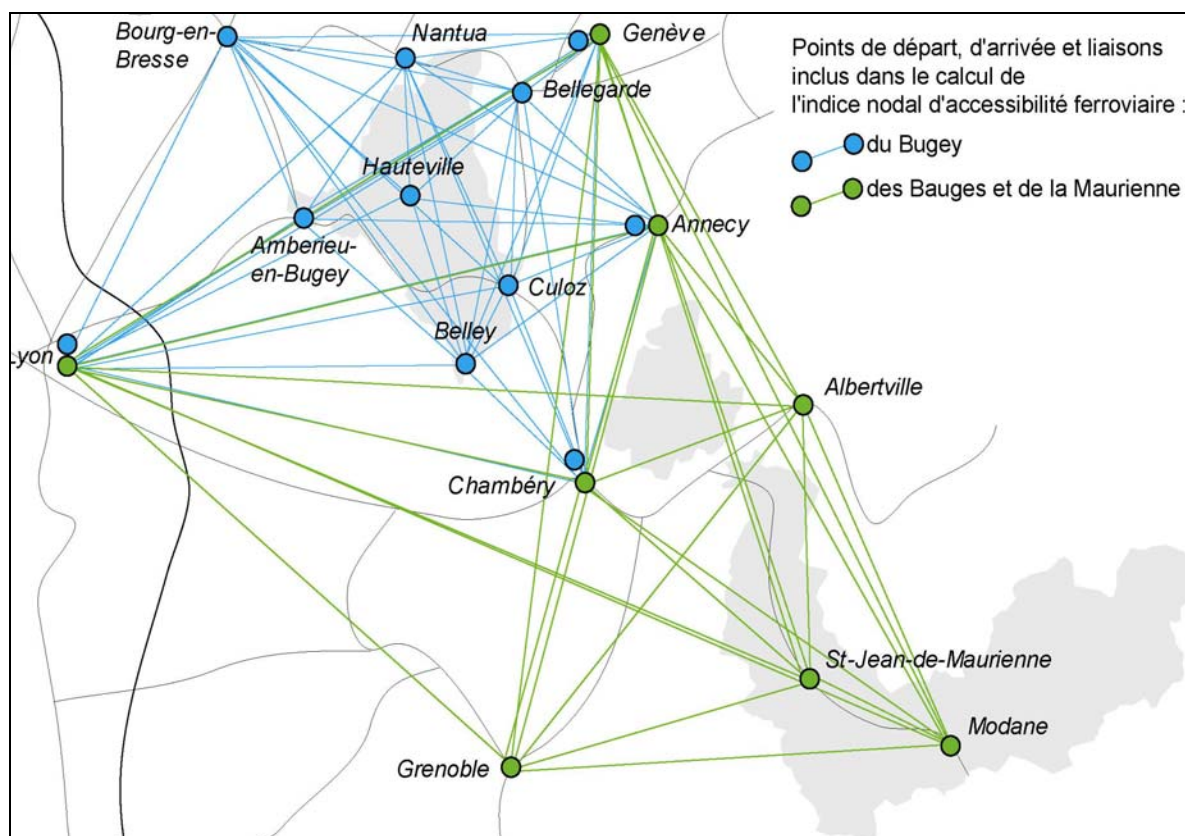 Bourg-en-
Bresse
Nantua
Genève
Bellegarde
Points de départ, d'arrivée et liaisons
inclus dans le calcul de
l'indice nodal d'accessibilité ferroviaire :
du Bugey
des Bauges et de la Maurienne
Hauteville
Annecy
Amberieu-
en-Bugey
Culoz
Belley
Lyon
Albertville
Chambéry
St-Jean-de-Maurienne
Modane
Grenoble